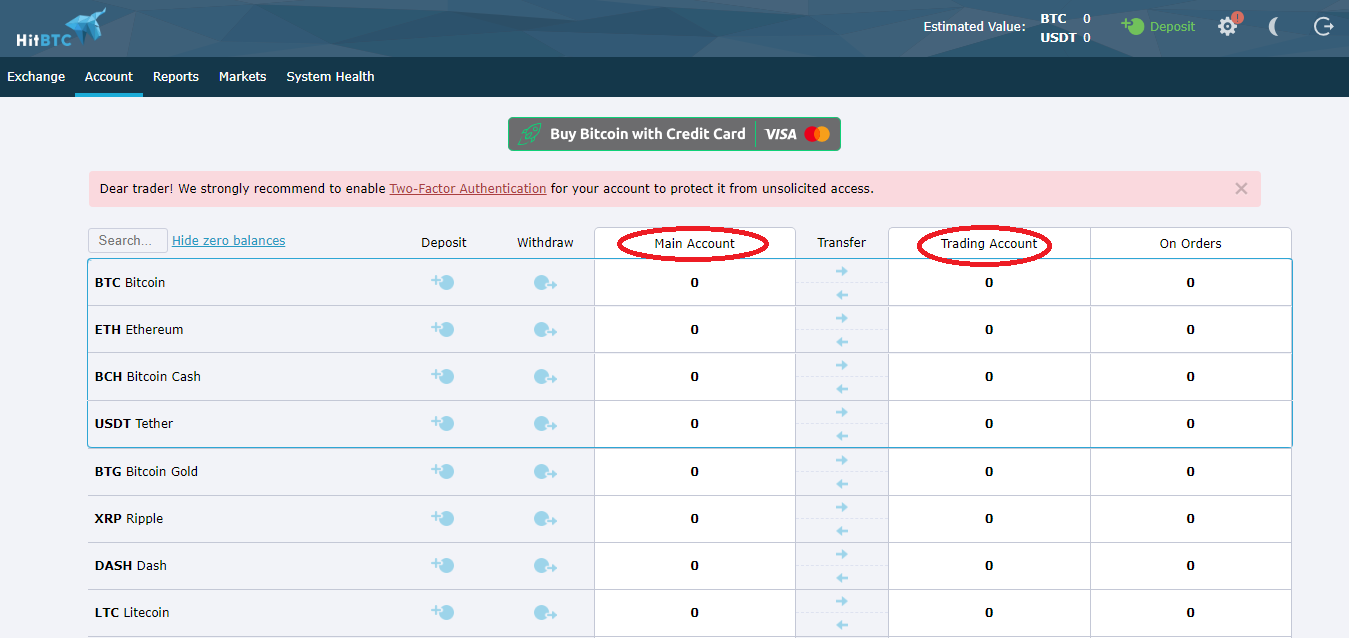 HitBTC
Estimated Value: BTC 0
USDT 0
Deposit
!
Exchange Account Reports Markets System Health
Buy Bitcoin with Credit Card VISA
Dear trader! We strongly recommend to enable Two-Factor Authentication for your account to protect it from unsolicited access.
Search... Hide zero balances Deposit Withdraw Main Account Transfer Trading Account On Orders
BTC Bitcoin 0 0 0
ETH Ethereum 0 0 0
BCH Bitcoin Cash 0 0 0
USDT Tether 0 0 0
BTG Bitcoin Gold 0 0 0
XRP Ripple 0 0 0
DASH Dash 0 0 0
LTC Litecoin 0 0 0